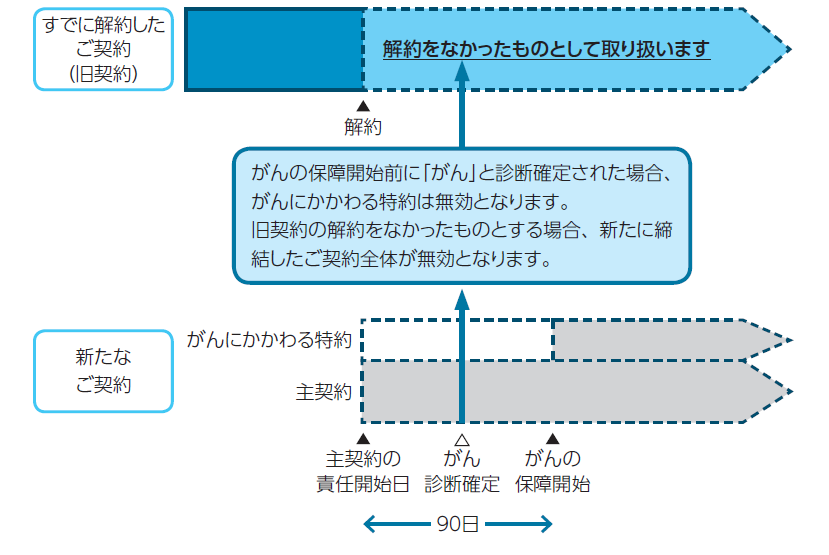 すでに解約した
ご契約
（旧契約）
解約をなかったものとして取り扱います
解約
がんの保障開始前に「がん」と診断確定された場合、
がんにかかわる特約は無効となります。
旧契約の解約をなかったものとする場合、新たに締
結したご契約全体が無効となります。
がんにかかわる特約
新たな
ご契約
主契約
主契約の
責任開始日
がん
診断確定
がんの
保障開始
90日